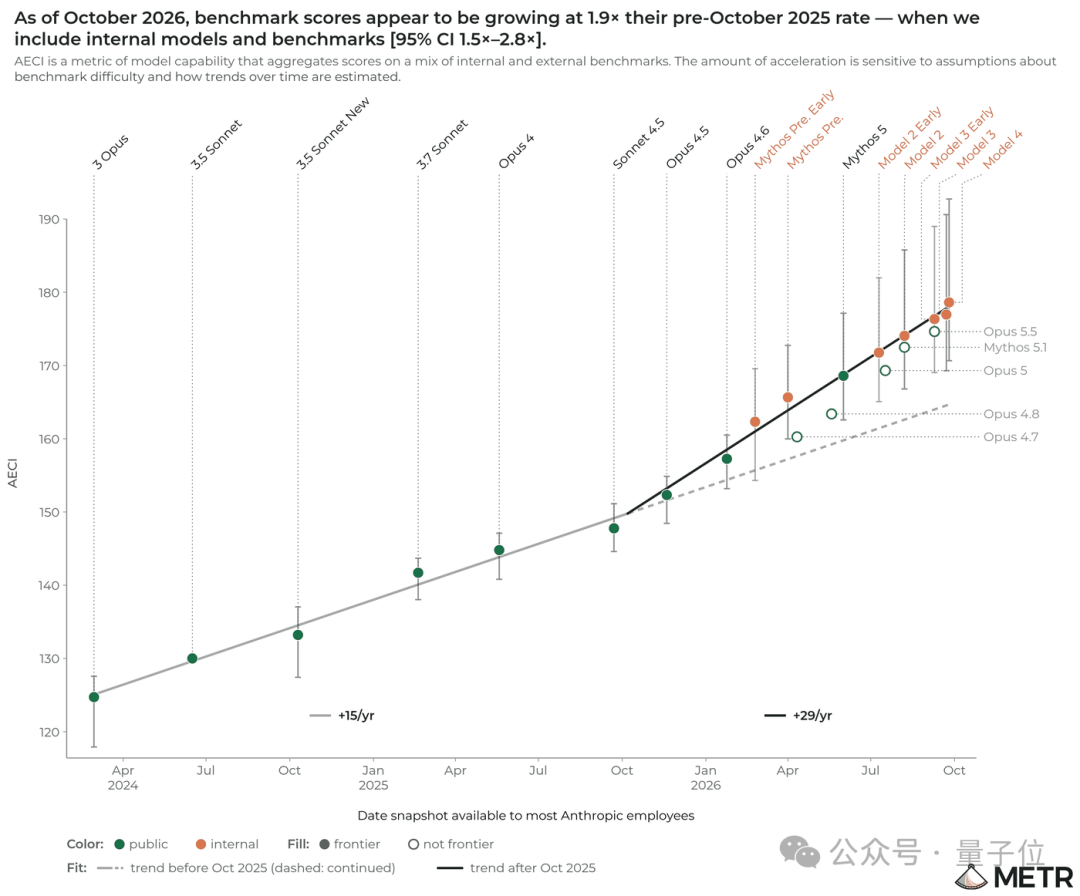 As of October 2026, benchmark scores appear to be growing at 1.9× their pre-October 2025 rate — when we
include internal models and benchmarks [95% CI 1.5×–2.8×].
AECI is a metric of model capability that aggregates scores on a mix of internal and external benchmarks. The amount of acceleration is sensitive to assumptions about
benchmark difficulty and how trends over time are estimated.
3 Opus
3.5 Sonnet
3.5 Sonnet New
3.7 Sonnet
Opus 4
Sonnet 4.5
Opus 4.5
Opus 4.6
Mythos Pre. Early
Mythos Pre.
Mythos 5
Model 2 Early
Model 2
Model 3 Early
Model 3
Model 4
190
180
170
160
150
140
130
120
AECI
Opus 5.5
Mythos 5.1
Opus 5
Opus 4.8
Opus 4.7
+15/yr
+29/yr
Apr
2024
Jul
Oct
Jan
2025
Apr
Jul
Oct
Jan
2026
Apr
Jul
Oct
Date snapshot available to most Anthropic employees
Color: public internal Fill: frontier not frontier
Fit: trend before Oct 2025 (dashed: continued) trend after Oct 2025
公众号 · 量子位
METR